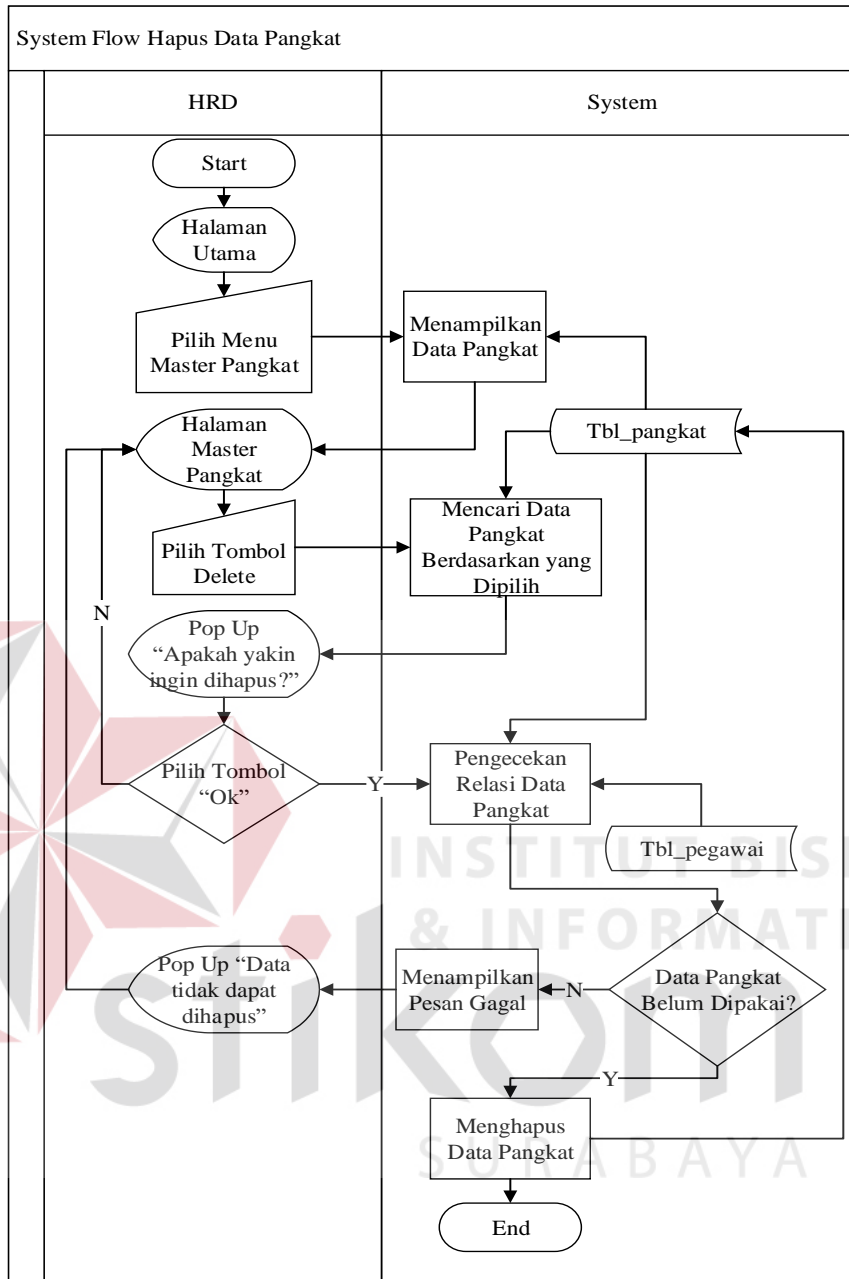 System Flow Hapus Data Pangkat
HRD
System
Start
Halaman
Utama
Pilih Menu
Master Pangkat
Menampilkan
Data Pangkat
Halaman
Master
Pangkat
Tbl_pangkat
Pilih Tombol
Delete
Mencari Data
Pangkat
Berdasarkan yang
Dipilih
N
Pop Up
“Apakah yakin
ingin dihapus?”
Pilih Tombol
“Ok”
Y
Pengecekan
Relasi Data
Pangkat
Tbl_pegawai
INSTITUT BIS
& INFORMATI
Pop Up “Data
tidak dapat
dihapus”
Menampilkan
Pesan Gagal
N
Data Pangkat
Belum Dipakai?
stikom
Y
Menghapus
Data Pangkat
SURABAYA
End